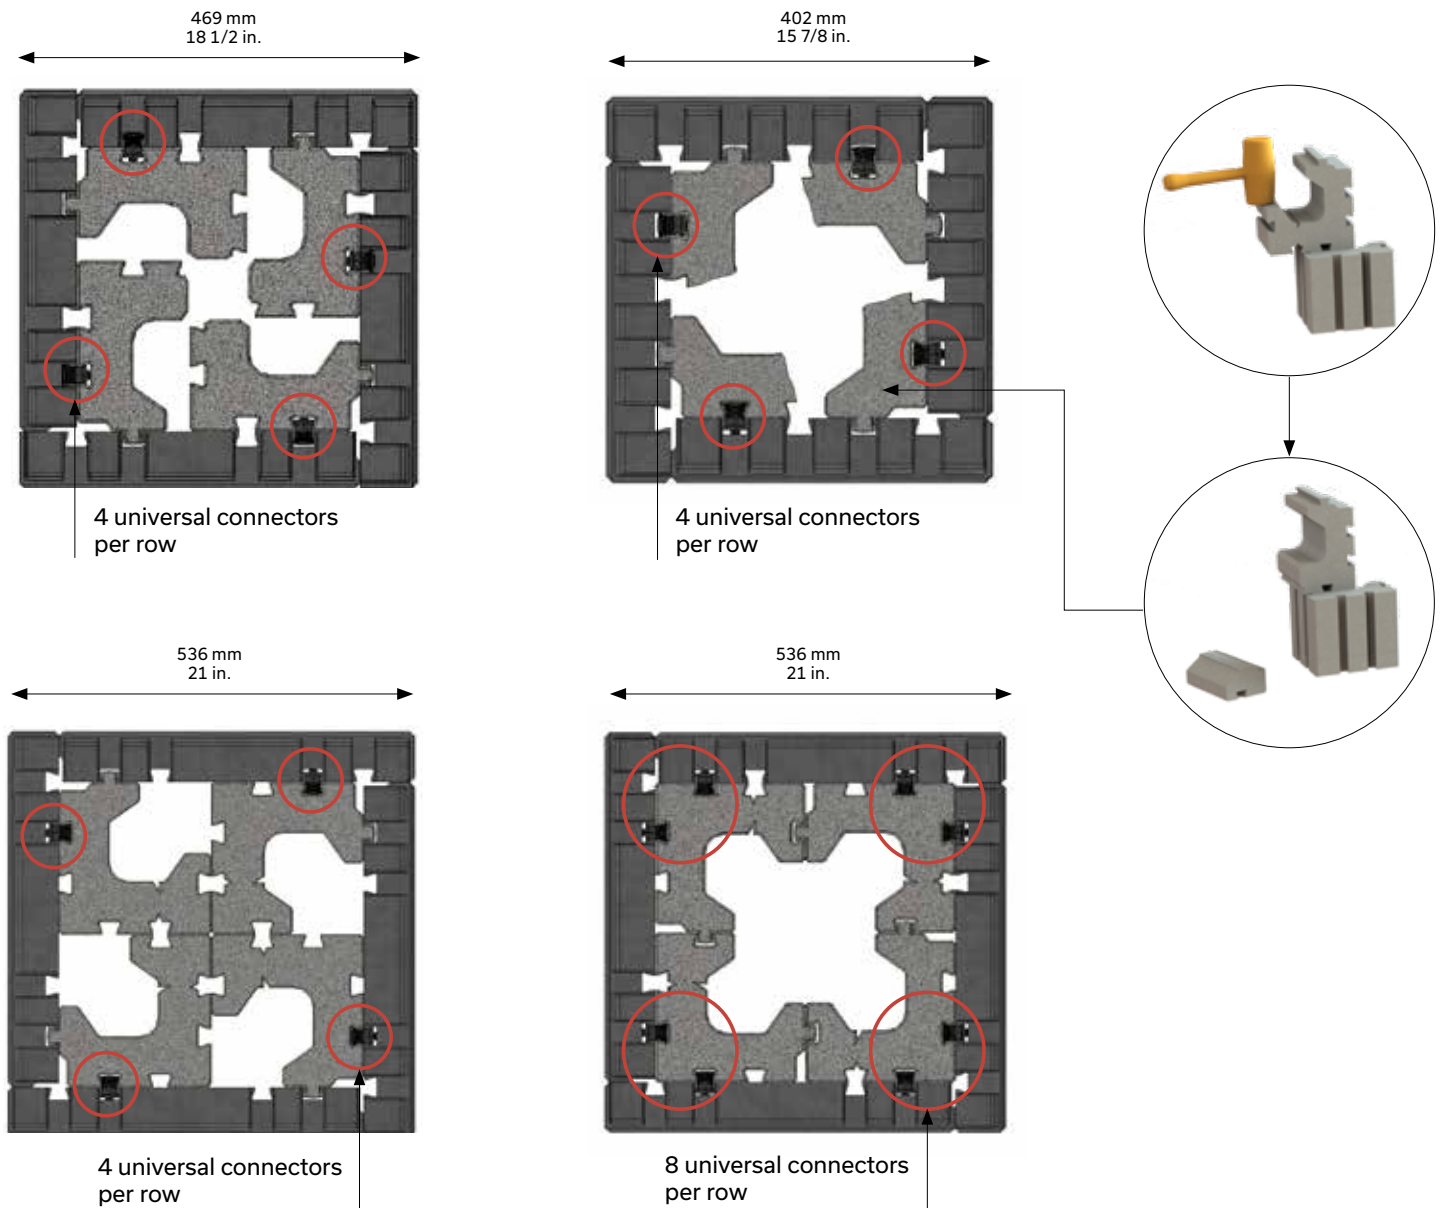 469 mm
18 1/2 in.
402 mm
15 7/8 in.
4 universal connectors
per row
4 universal connectors
per row
536 mm
21 in.
536 mm
21 in.
4 universal connectors
per row
8 universal connectors
per row